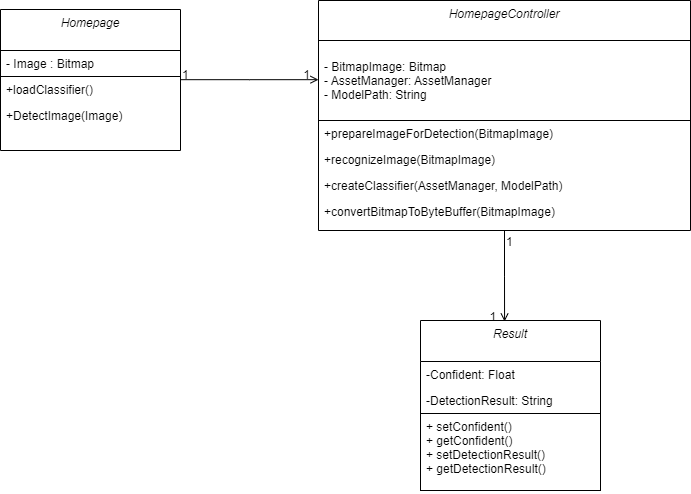 Homepage
- Image : Bitmap
+loadClassifier()
+DetectImage(Image)
1
1
HomepageController
- BitmapImage: Bitmap
- AssetManager: AssetManager
- ModelPath: String
+prepareImageForDetection(BitmapImage)
+recognizeImage(BitmapImage)
+createClassifier(AssetManager, ModelPath)
+convertBitmapToByteBuffer(BitmapImage)
1
1
Result
-Confident: Float
-DetectionResult: String
+ setConfident()
+ getConfident()
+ setDetectionResult()
+ getDetectionResult()